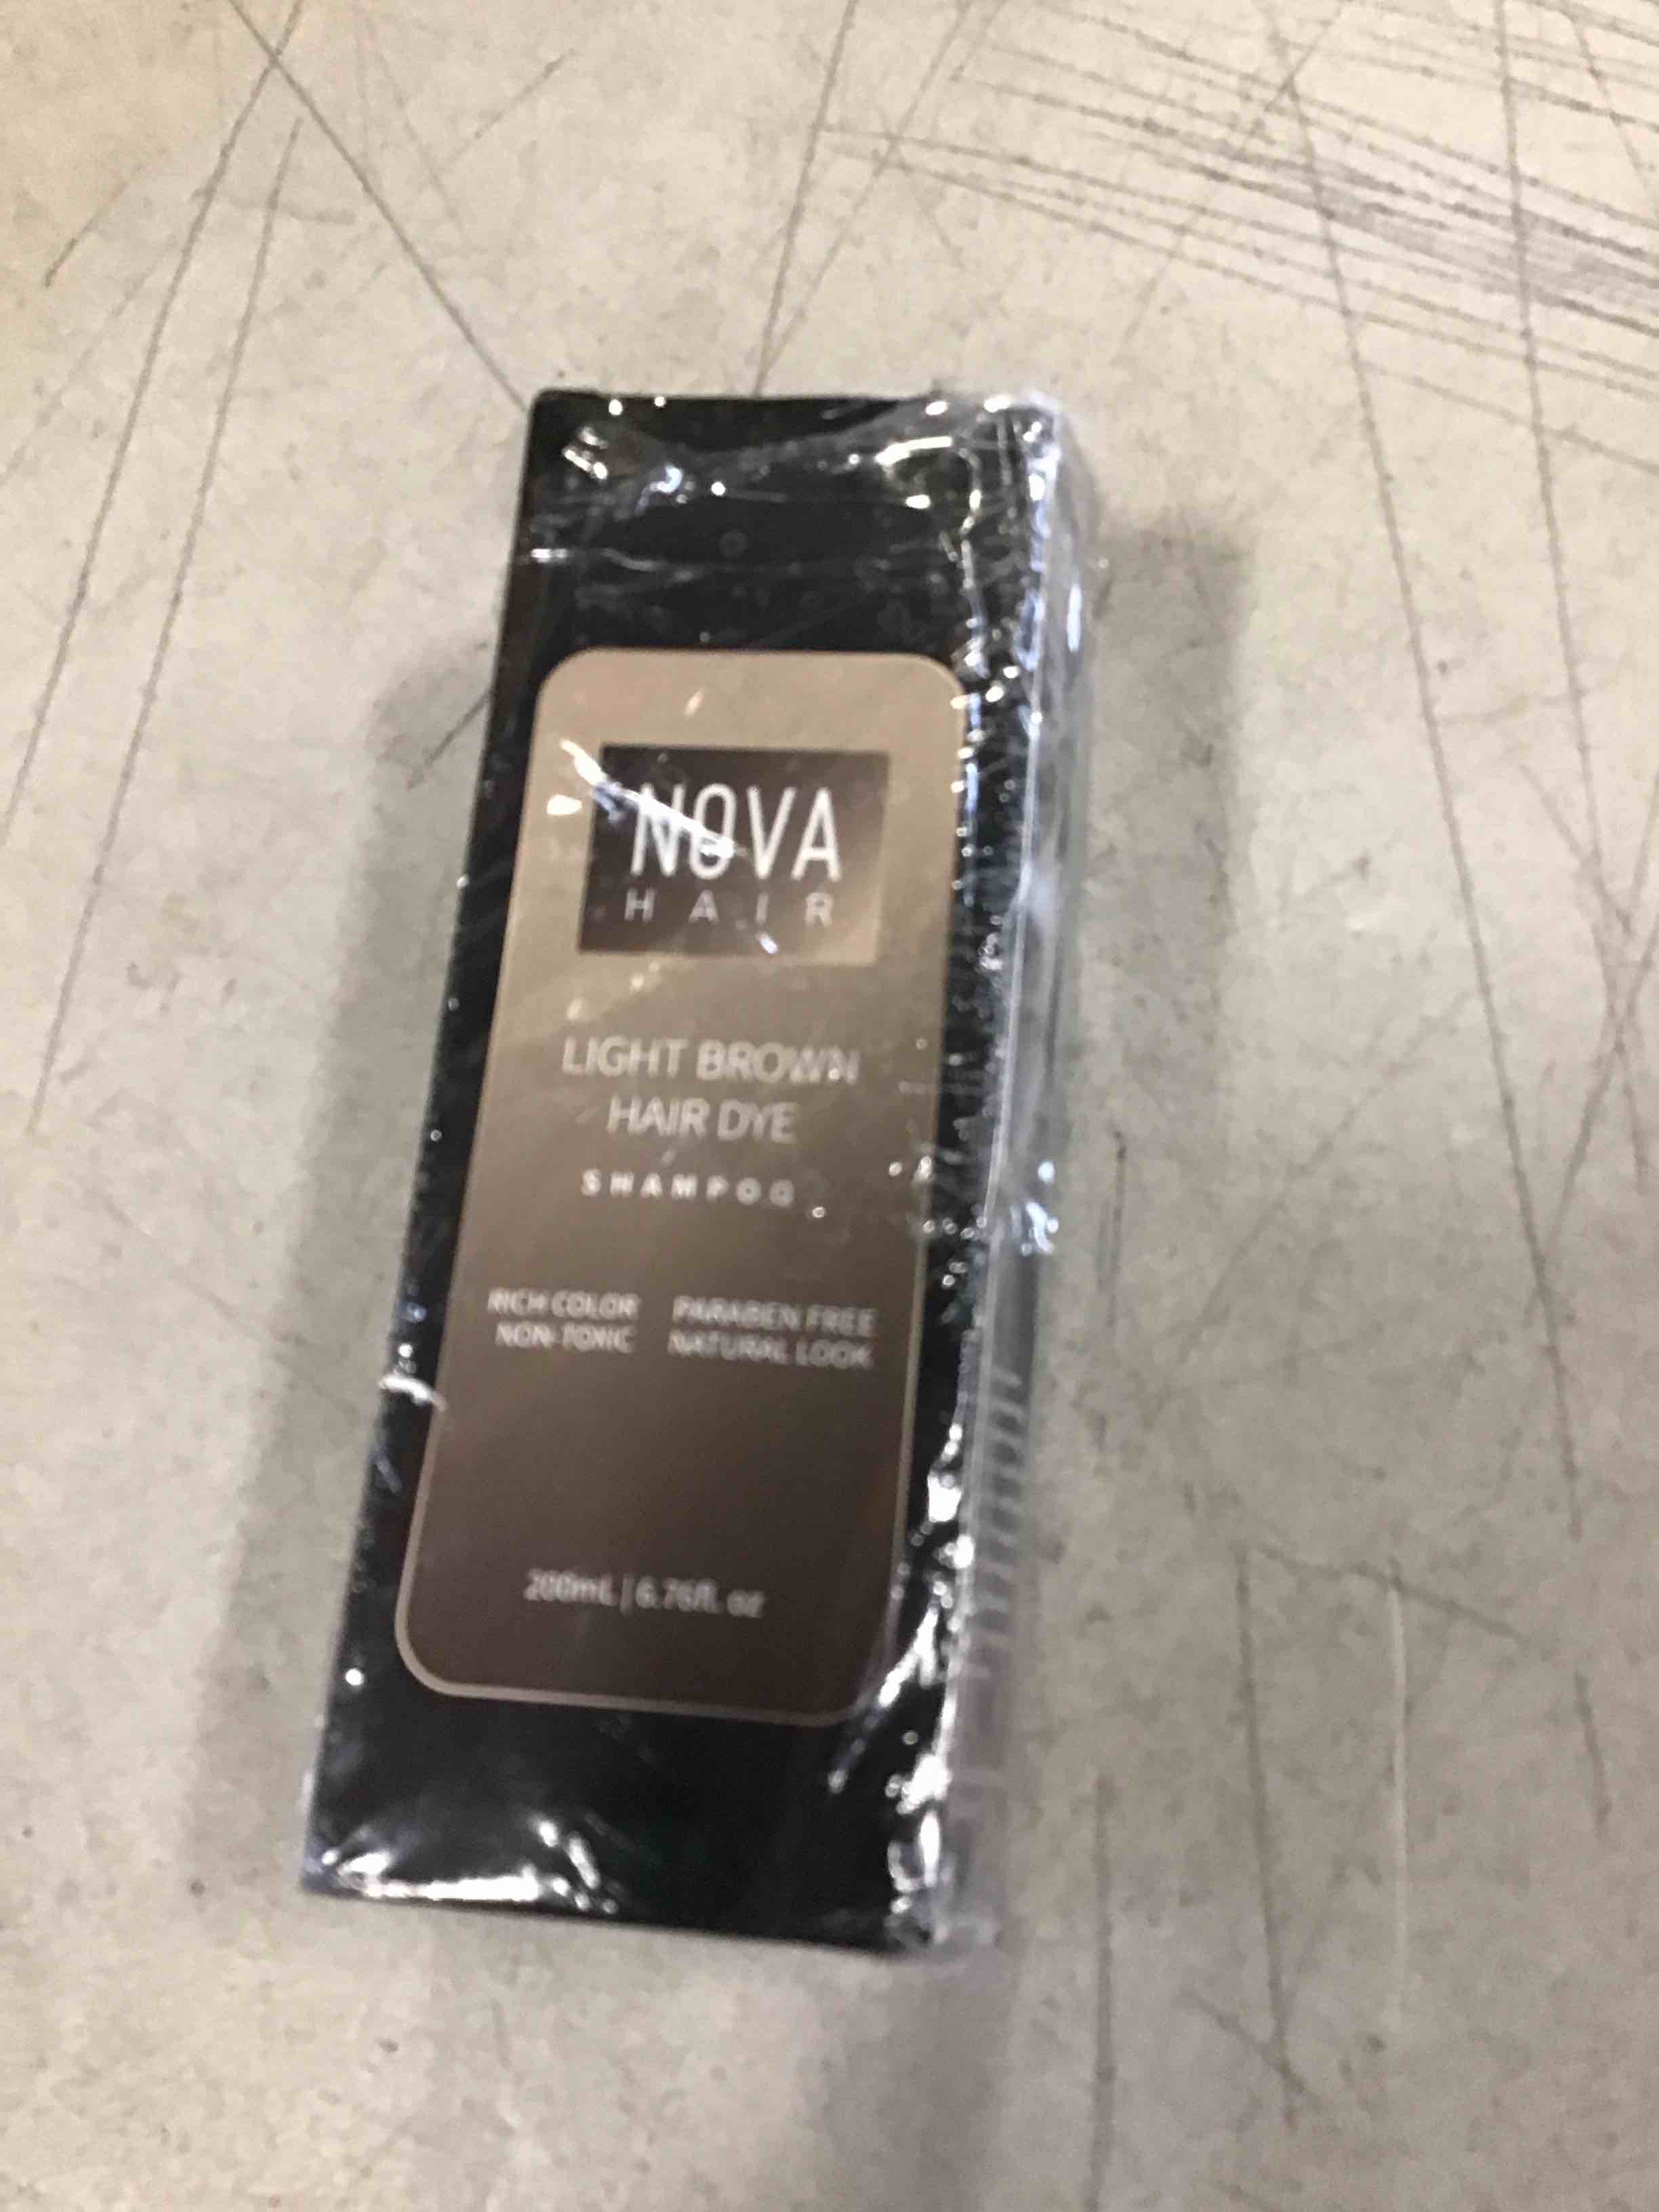 NOVA
HAIR
LIGHT BROWN
HAIR DYE
SHAMPOO
RICH COLOR PARABEN FREE
NON-TOXIC NATURAL LOOK
200mL | 6.76fl. oz